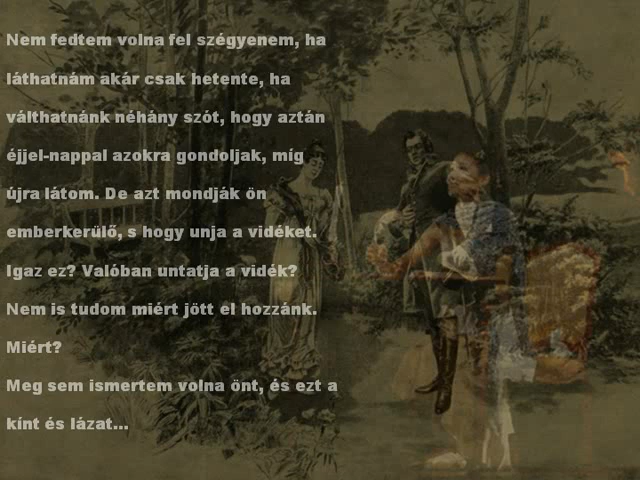 Nem fedtem volna fel szégyenem, ha
láthatnám akár csak hetente, ha
válthatnánk néhány szót, hogy aztán
éjjel-nappal azokra gondoljak, míg
újra látom. De azt mondják ön
emberkerülő, s hogy unja a vidéket.
Igaz ez? Valóban untatja a vidék?
Nem is tudom miért jött el hozzánk.
Miért?
Meg sem ismertem volna önt, és ezt a
kínt és lázat...